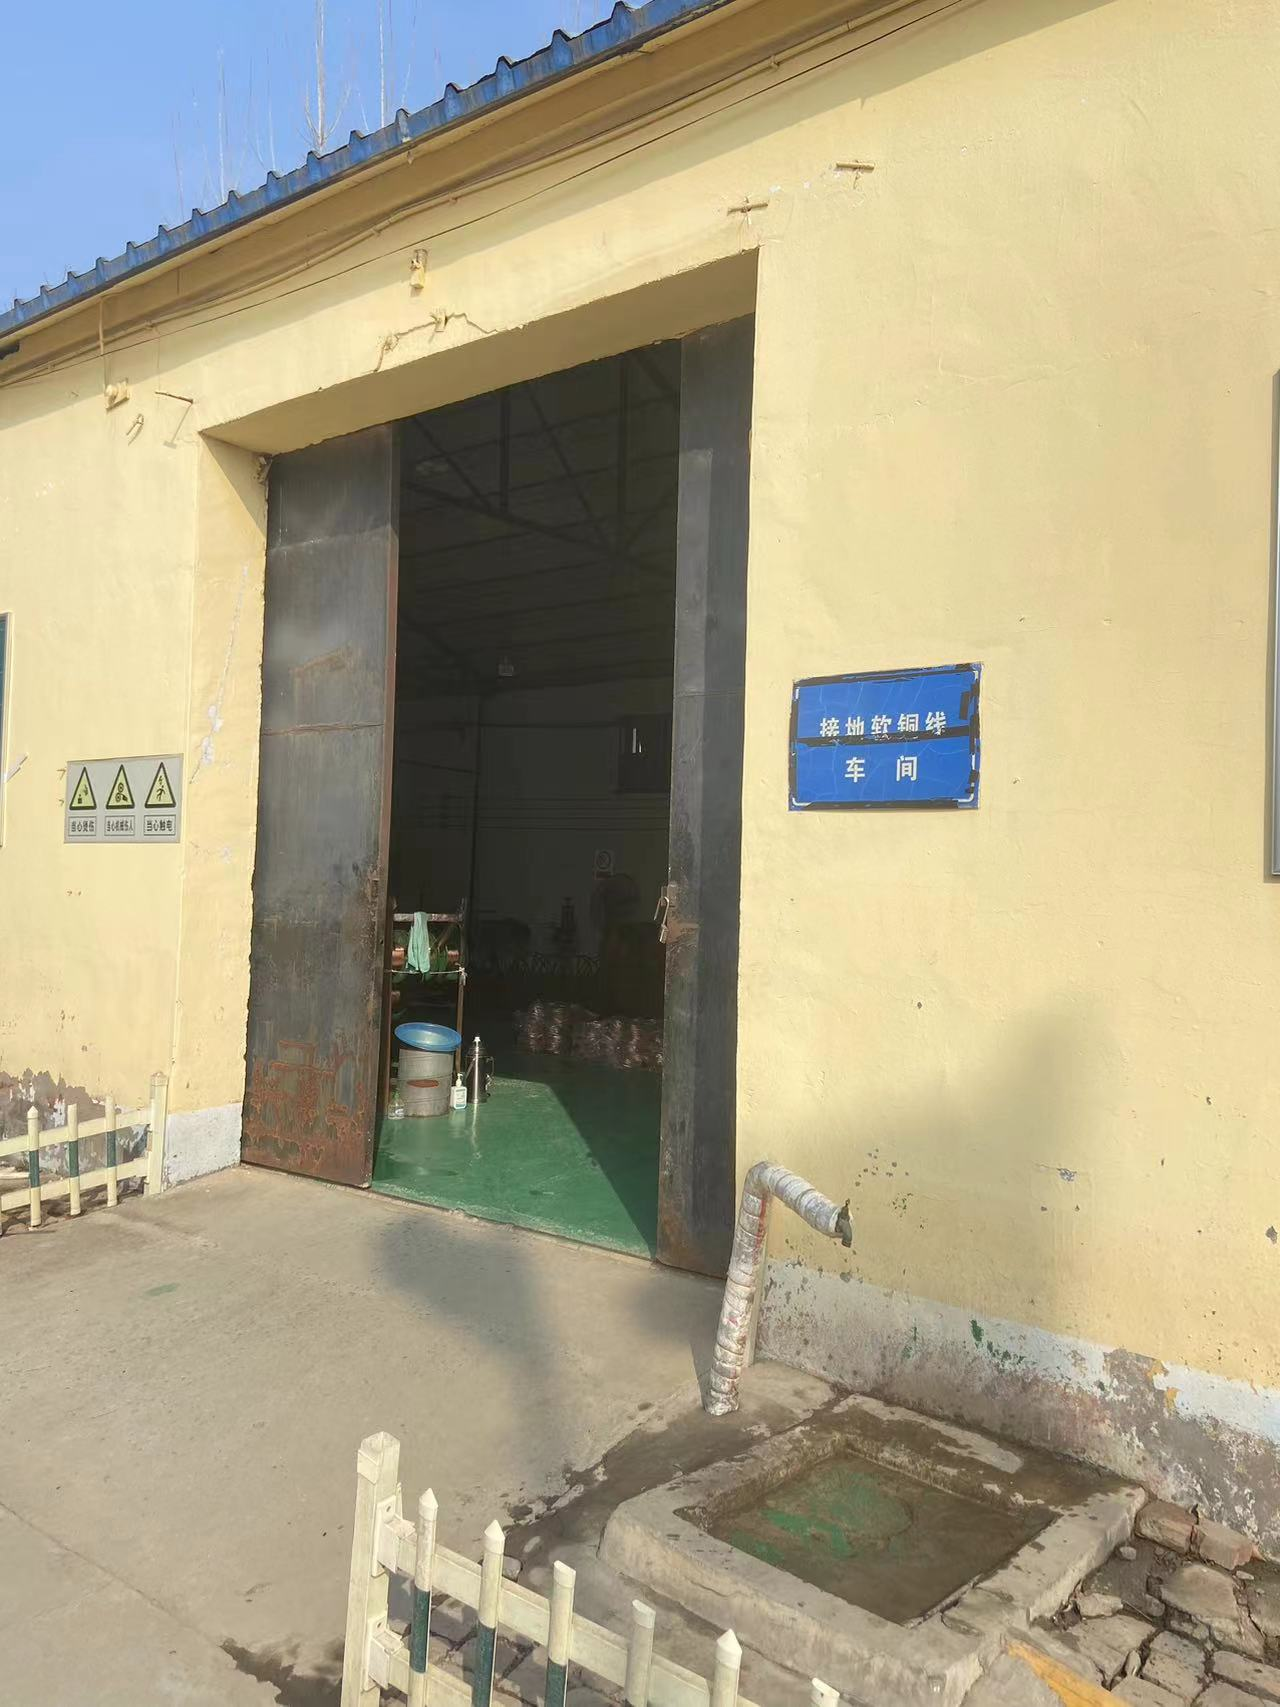 接地软铜线
车 间
当心烫伤
当心机械伤人
当心触电